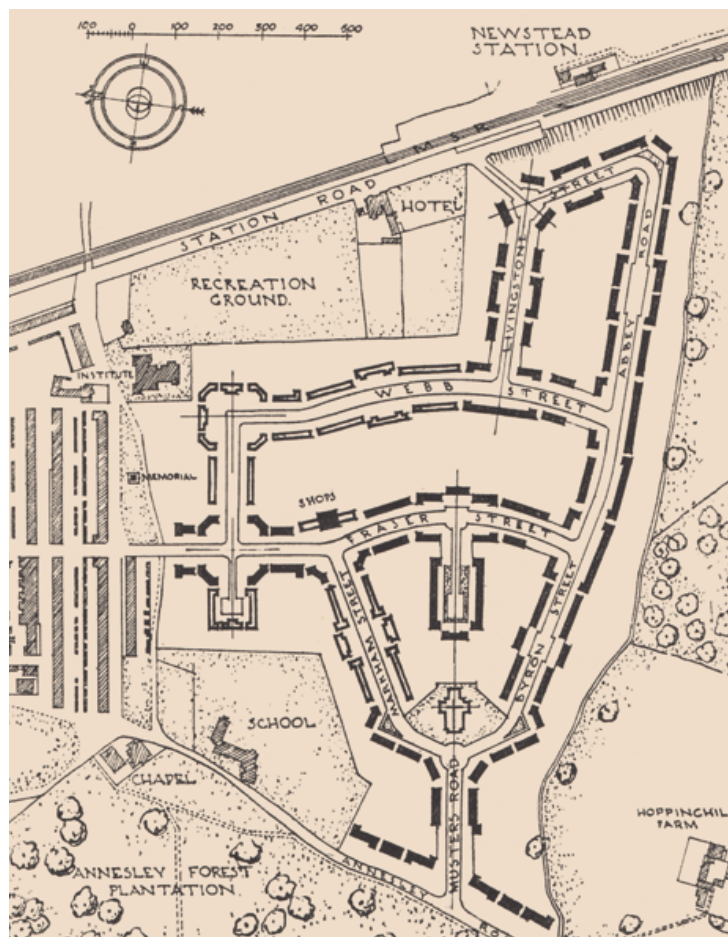 100 0 100 200 300 400 500
NEWSTEAD
STATION.
M S R
STATION ROAD
HOTEL
STREET
RECREATION
GROUND.
LIVINGSTONE
ABBEY ROAD
INSTITUTE
WEBB STREET
MEMORIAL
SHOPS
FRASER STREET
MARKHAM STREET
BYRON STREET
SCHOOL
CHAPEL
MUSTERS ROAD
HOPPINGHIL
FARM
ANNESLEY FOREST
PLANTATION
ANNESLEY RO